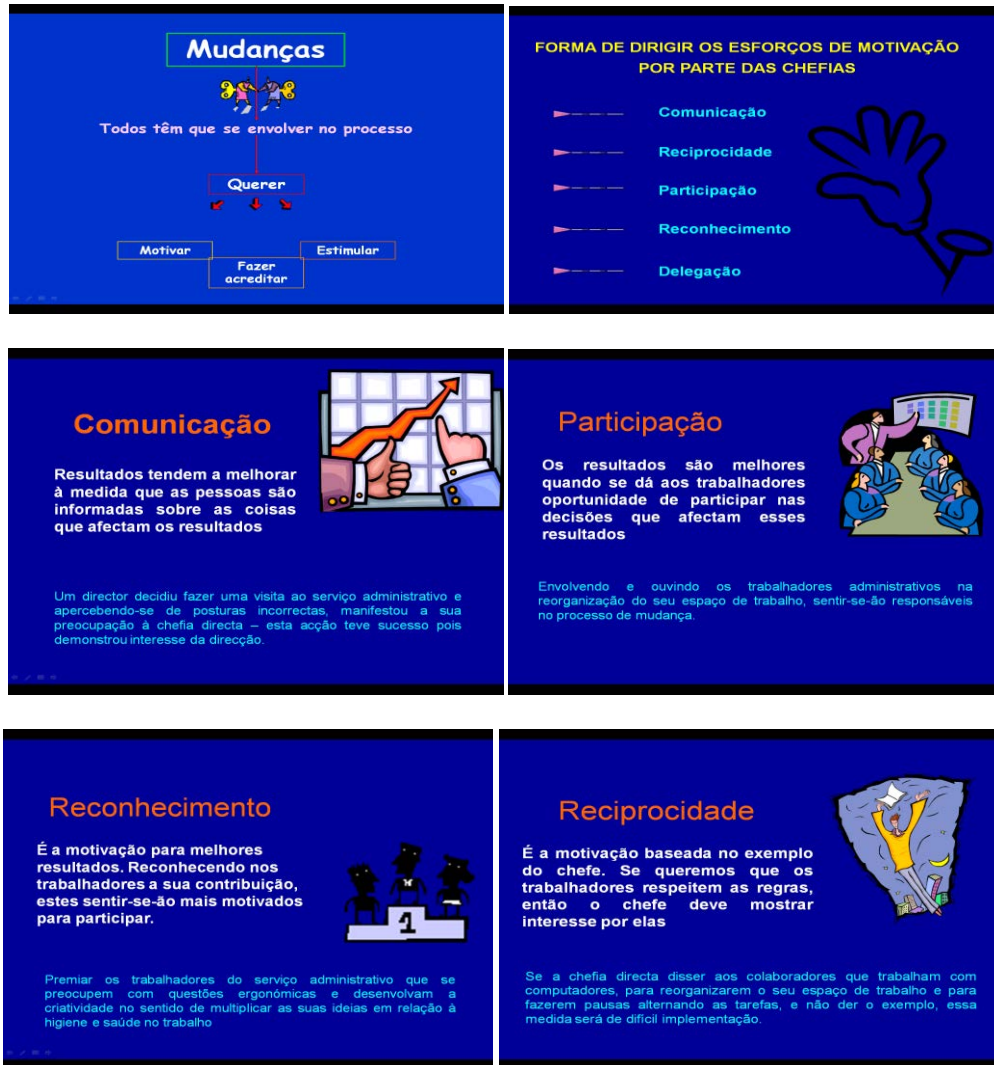 Mudanças
Todos têm que se envolver no processo
Querer
Motivar
Estimular
Fazer
acreditar
FORMA DE DIRIGIR OS ESFORÇOS DE MOTIVAÇÃO
POR PARTE DAS CHEFIAS
Comunicação
Reciprocidade
Participação
Reconhecimento
Delegação
Comunicação
Resultados tendem a melhorar
à medida que as pessoas são
informadas sobre as coisas
que afectam os resultados
Um director decidiu fazer uma visita ao serviço administrativo e
apercebendo-se de posturas incorrectas, manifestou a sua
preocupação à chefia directa – esta acção teve sucesso pois
demonstrou interesse da direcção.
Participação
Os resultados são melhores
quando se dá aos trabalhadores
oportunidade de participar nas
decisões que afectam esses
resultados
Envolvendo e ouvindo os trabalhadores administrativos na
reorganização do seu espaço de trabalho, sentir-se-ão responsáveis
no processo de mudança.
Reconhecimento
É a motivação para melhores
resultados. Reconhecendo nos
trabalhadores a sua contribuição,
estes sentir-se-ão mais motivados
para participar.
1
Premiar os trabalhadores do serviço administrativo que se
preocupem com questões ergonómicas e desenvolvam a
criatividade no sentido de multiplicar as suas ideias em relação à
higiene e saúde no trabalho
Reciprocidade
É a motivação baseada no exemplo
do chefe. Se queremos que os
trabalhadores respeitem as regras,
então o chefe deve mostrar
interesse por elas
Se a chefia directa disser aos colaboradores que trabalham com
computadores, para reorganizarem o seu espaço de trabalho e para
fazerem pausas alternando as tarefas, e não der o exemplo, essa
medida será de difícil implementação.